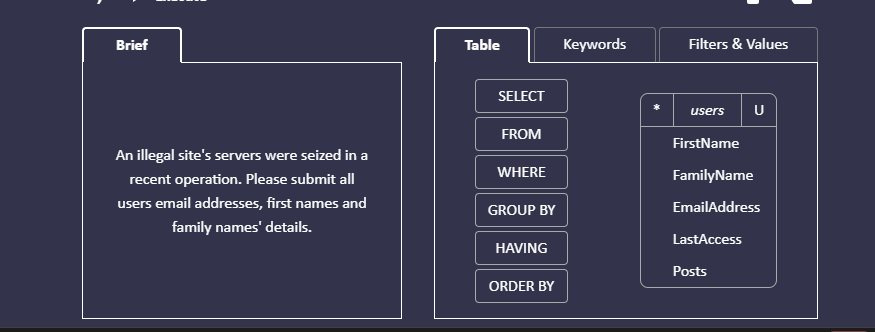 Brief
An illegal site's servers were seized in a
recent operation. Please submit all
users email addresses, first names and
family names' details.
Table Keywords Filters & Values
SELECT
FROM
WHERE
GROUP BY
HAVING
ORDER BY
* users U
FirstName
FamilyName
EmailAddress
LastAccess
Posts